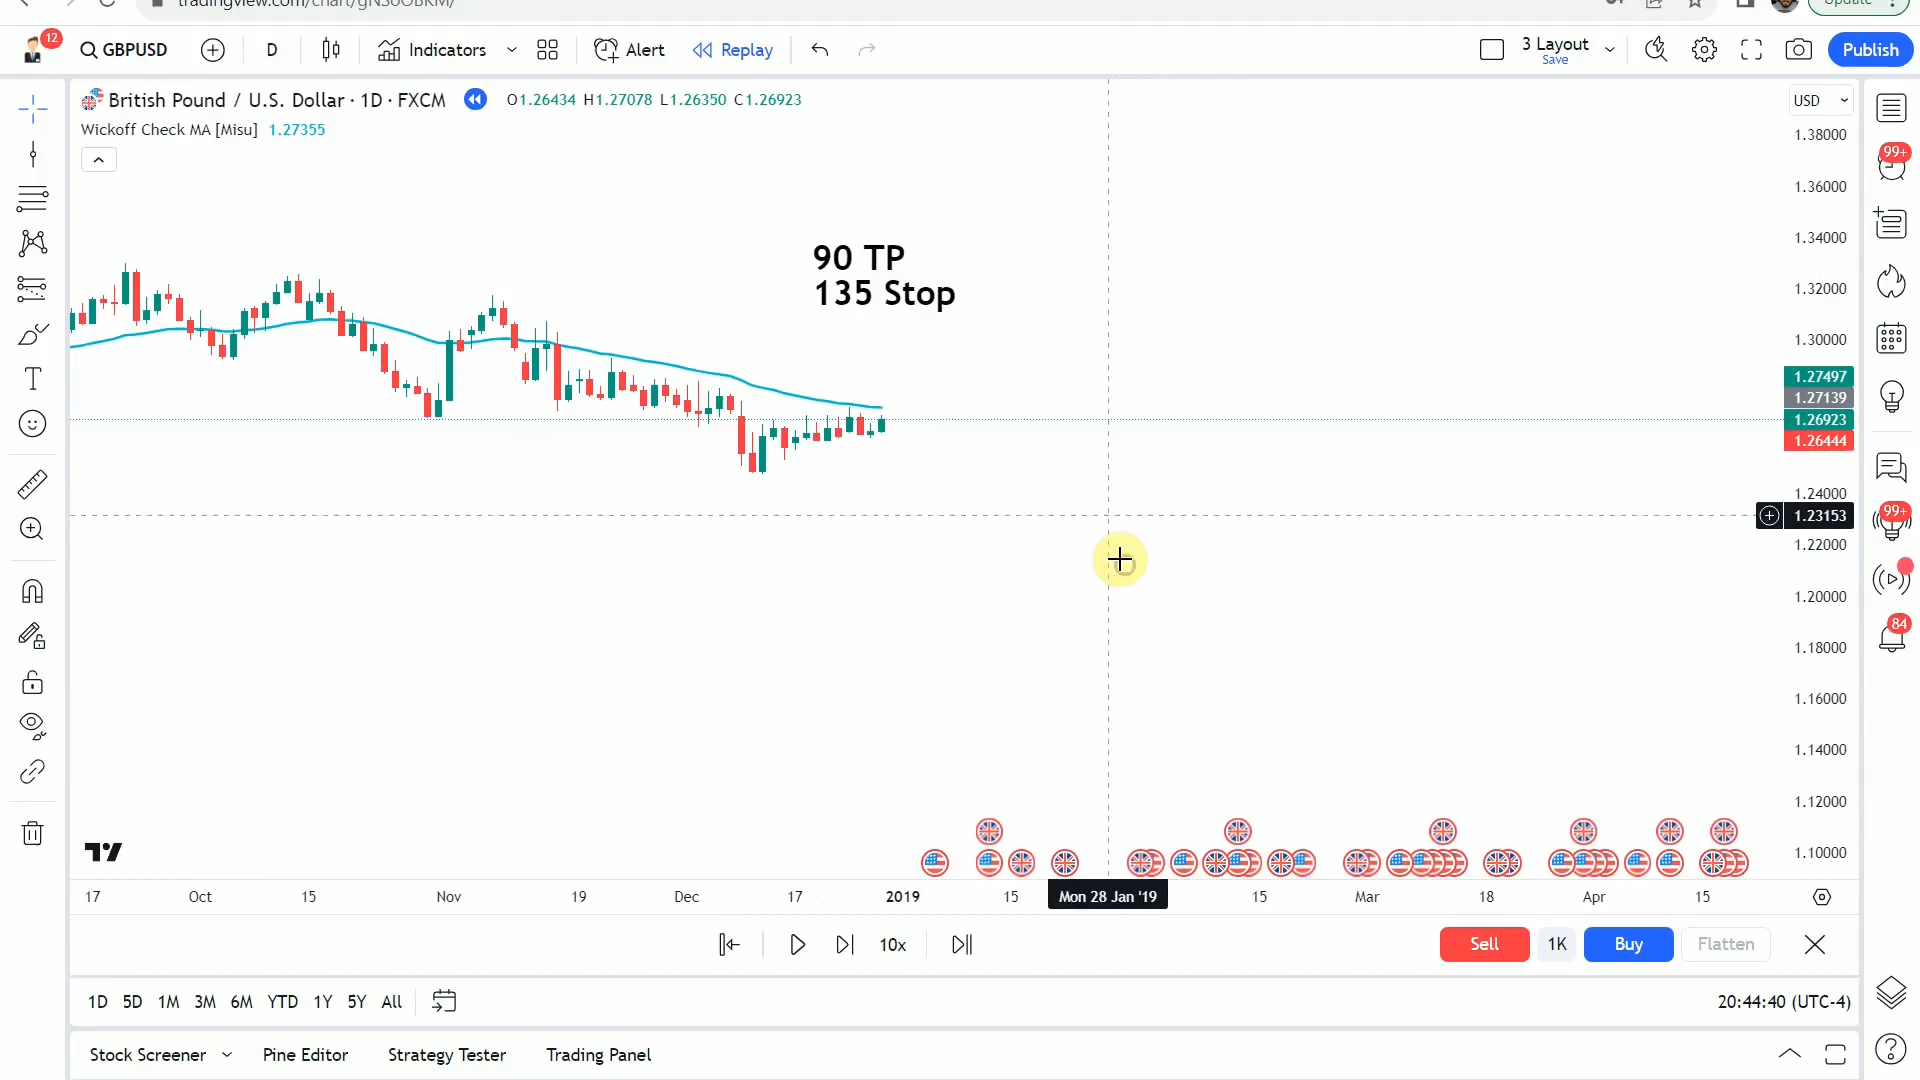 Update
12
GBPUSD
D
Indicators
Alert
Replay
3 Layout
Save
Publish
British Pound / U.S. Dollar · 1D · FXCM
O1.26434 H1.27078 L1.26350 C1.26923
USD
Wickoff Check MA [Misu] 1.27355
90 TP
135 Stop
1.38000
1.36000
1.34000
1.32000
1.30000
1.27497
1.27139
1.26923
1.26444
1.24000
1.23153
1.22000
1.20000
1.18000
1.16000
1.14000
1.12000
1.10000
99+
99+
84
17 Oct 15 Nov 19 Dec 17 2019 15 Mon 28 Jan '19 15 Mar 18 Apr 15
10x
Sell 1K Buy Flatten
1D 5D 1M 3M 6M YTD 1Y 5Y All
20:44:40 (UTC-4)
Stock Screener Pine Editor Strategy Tester Trading Panel